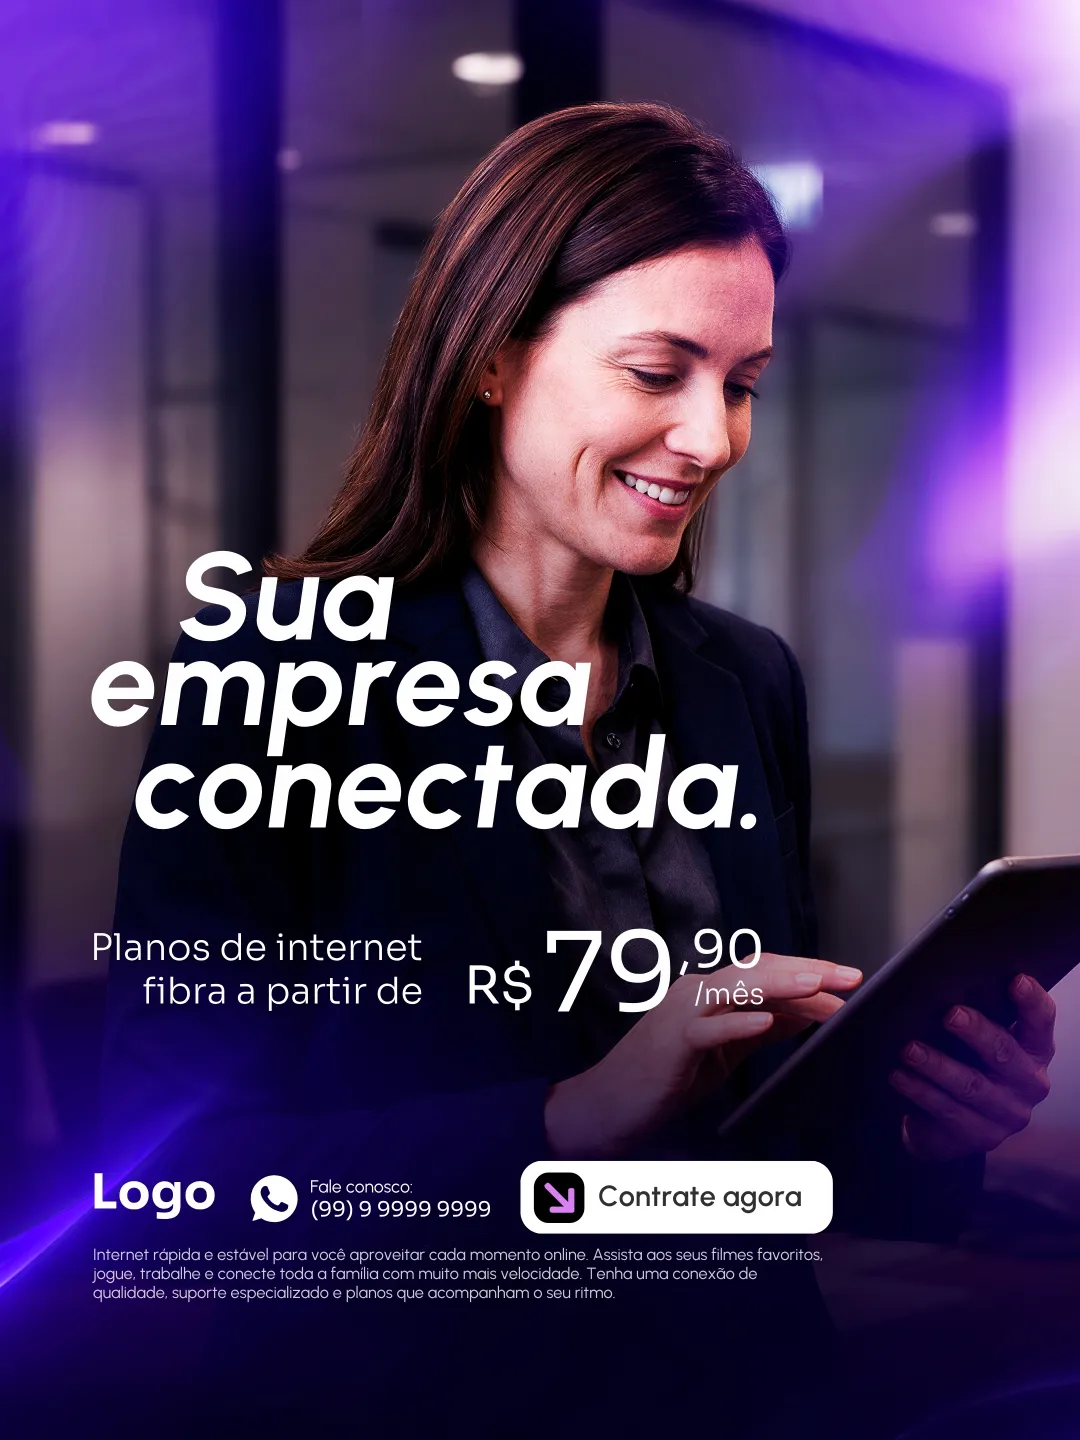 Sua
empresa
conectada.
Planos de internet
fibra a partir de
R$ 79,90
/mês
Logo
Fale conosco:
(99) 9 9999 9999
Contrate agora
Internet rápida e estável para você aproveitar cada momento online. Assista aos seus filmes favoritos,
jogue, trabalhe e conecte toda a família com muito mais velocidade. Tenha uma conexão de
qualidade, suporte especializado e planos que acompanham o seu ritmo.